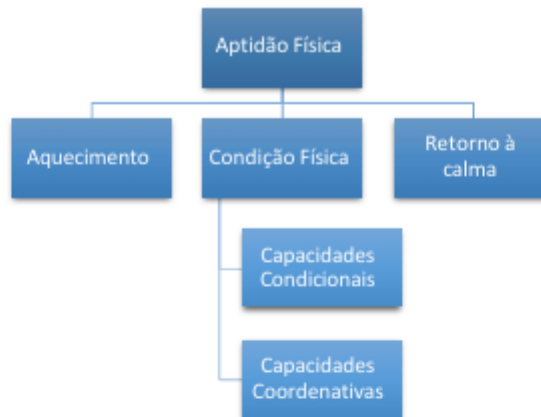 Aptidão Física
Aquecimento
Condição Física
Retorno à
calma
Capacidades
Condicionais
Capacidades
Coordenativas